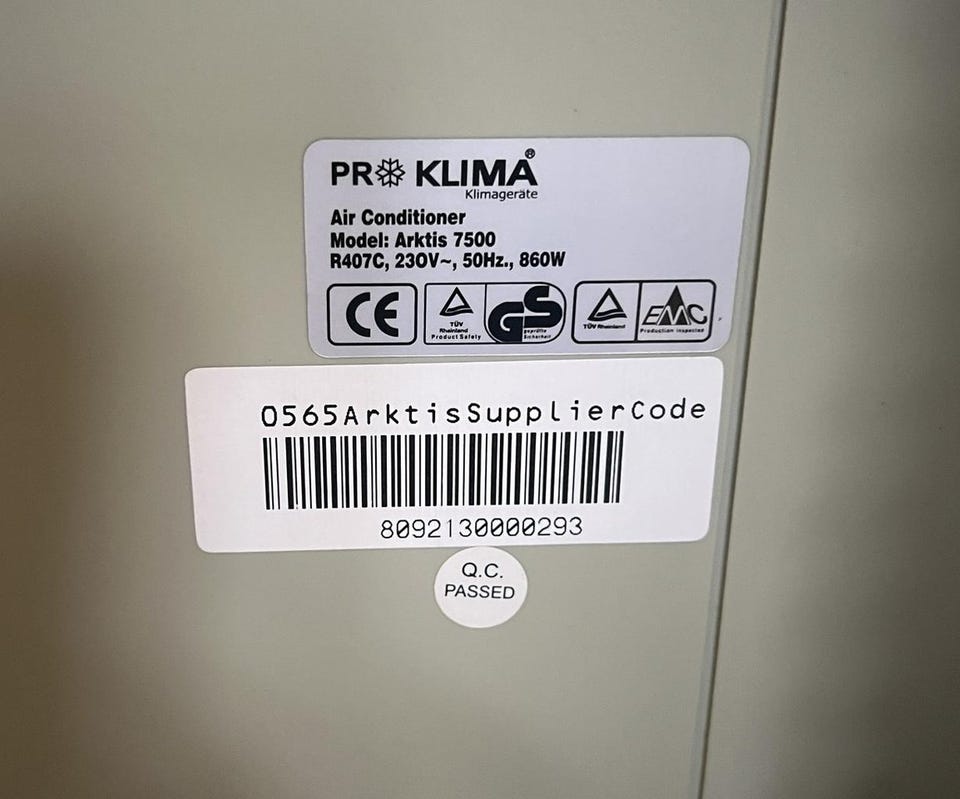 PRO KLIMA®
Klimageräte
Air Conditioner
Model: Arktis 7500
R407C, 230V~, 50Hz., 860W
CE
TÜV
Rheinland
Product Safety
GS
geprüfte
Sicherheit
TÜV Rheinland
EMC
Production inspected
0565ArktisSupplierCode
8092130000293
Q.C.
PASSED